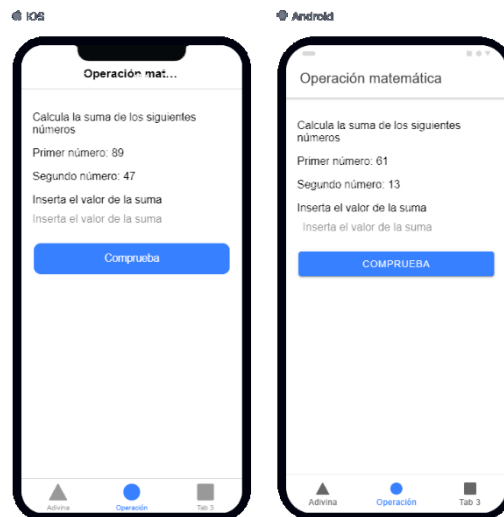 iOS
Operación mat...
Calcula la suma de los siguientes
números
Primer número: 89
Segundo número: 47
Inserta el valor de la suma
Inserta el valor de la suma
Comprueba
Adivina
Operación
Tab 3
Android
Operación matemática
Calcula la suma de los siguientes
números
Primer número: 61
Segundo número: 13
Inserta el valor de la suma
Inserta el valor de la suma
COMPRUEBA
Adivina
Operación
Tab 3